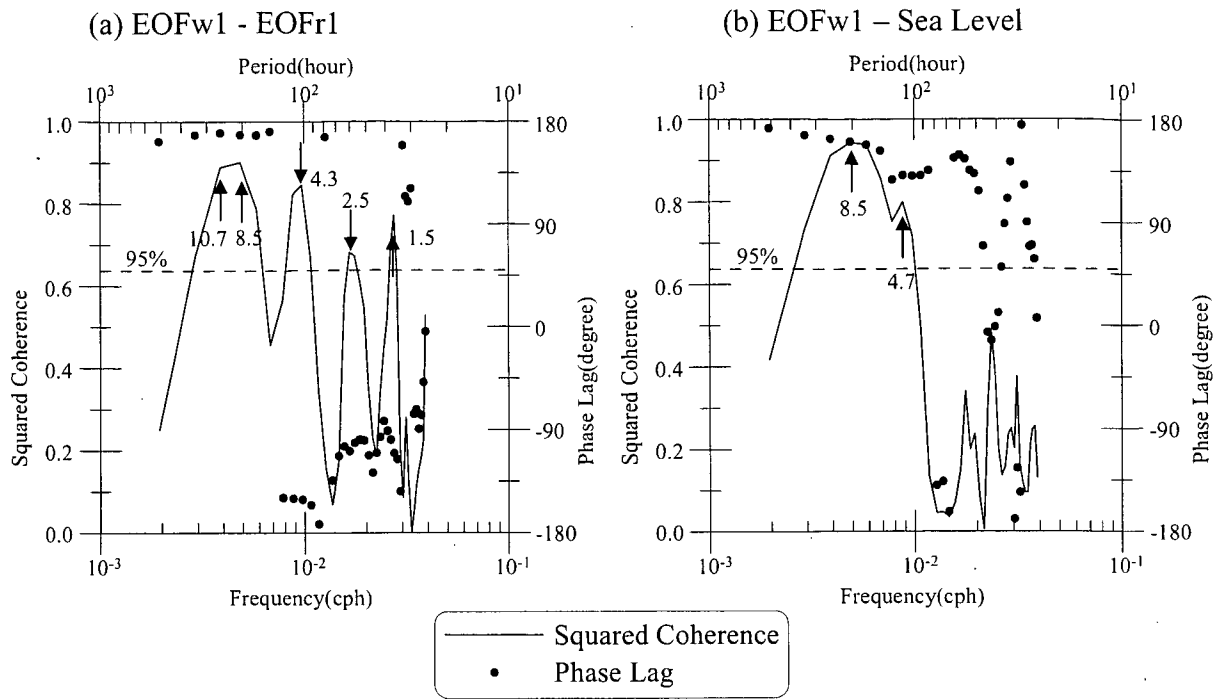 (a) EOFw1 - EOFr1
Period(hour)
10³ 10² 10¹
1.0 180
0.8 90
0.6 0
0.4
0.2 -90
0.0 -180
10.7 8.5 4.3 2.5 1.5
95%
Squared Coherence
Phase Lag(degree)
10⁻³ 10⁻² 10⁻¹
Frequency(cph)
(b) EOFw1 – Sea Level
Period(hour)
10³ 10² 10¹
1.0 180
0.8 90
0.6 0
0.4
0.2 -90
0.0 -180
8.5
4.7
95%
Squared Coherence
Phase Lag(degree)
10⁻³ 10⁻² 10⁻¹
Frequency(cph)
Squared Coherence
Phase Lag